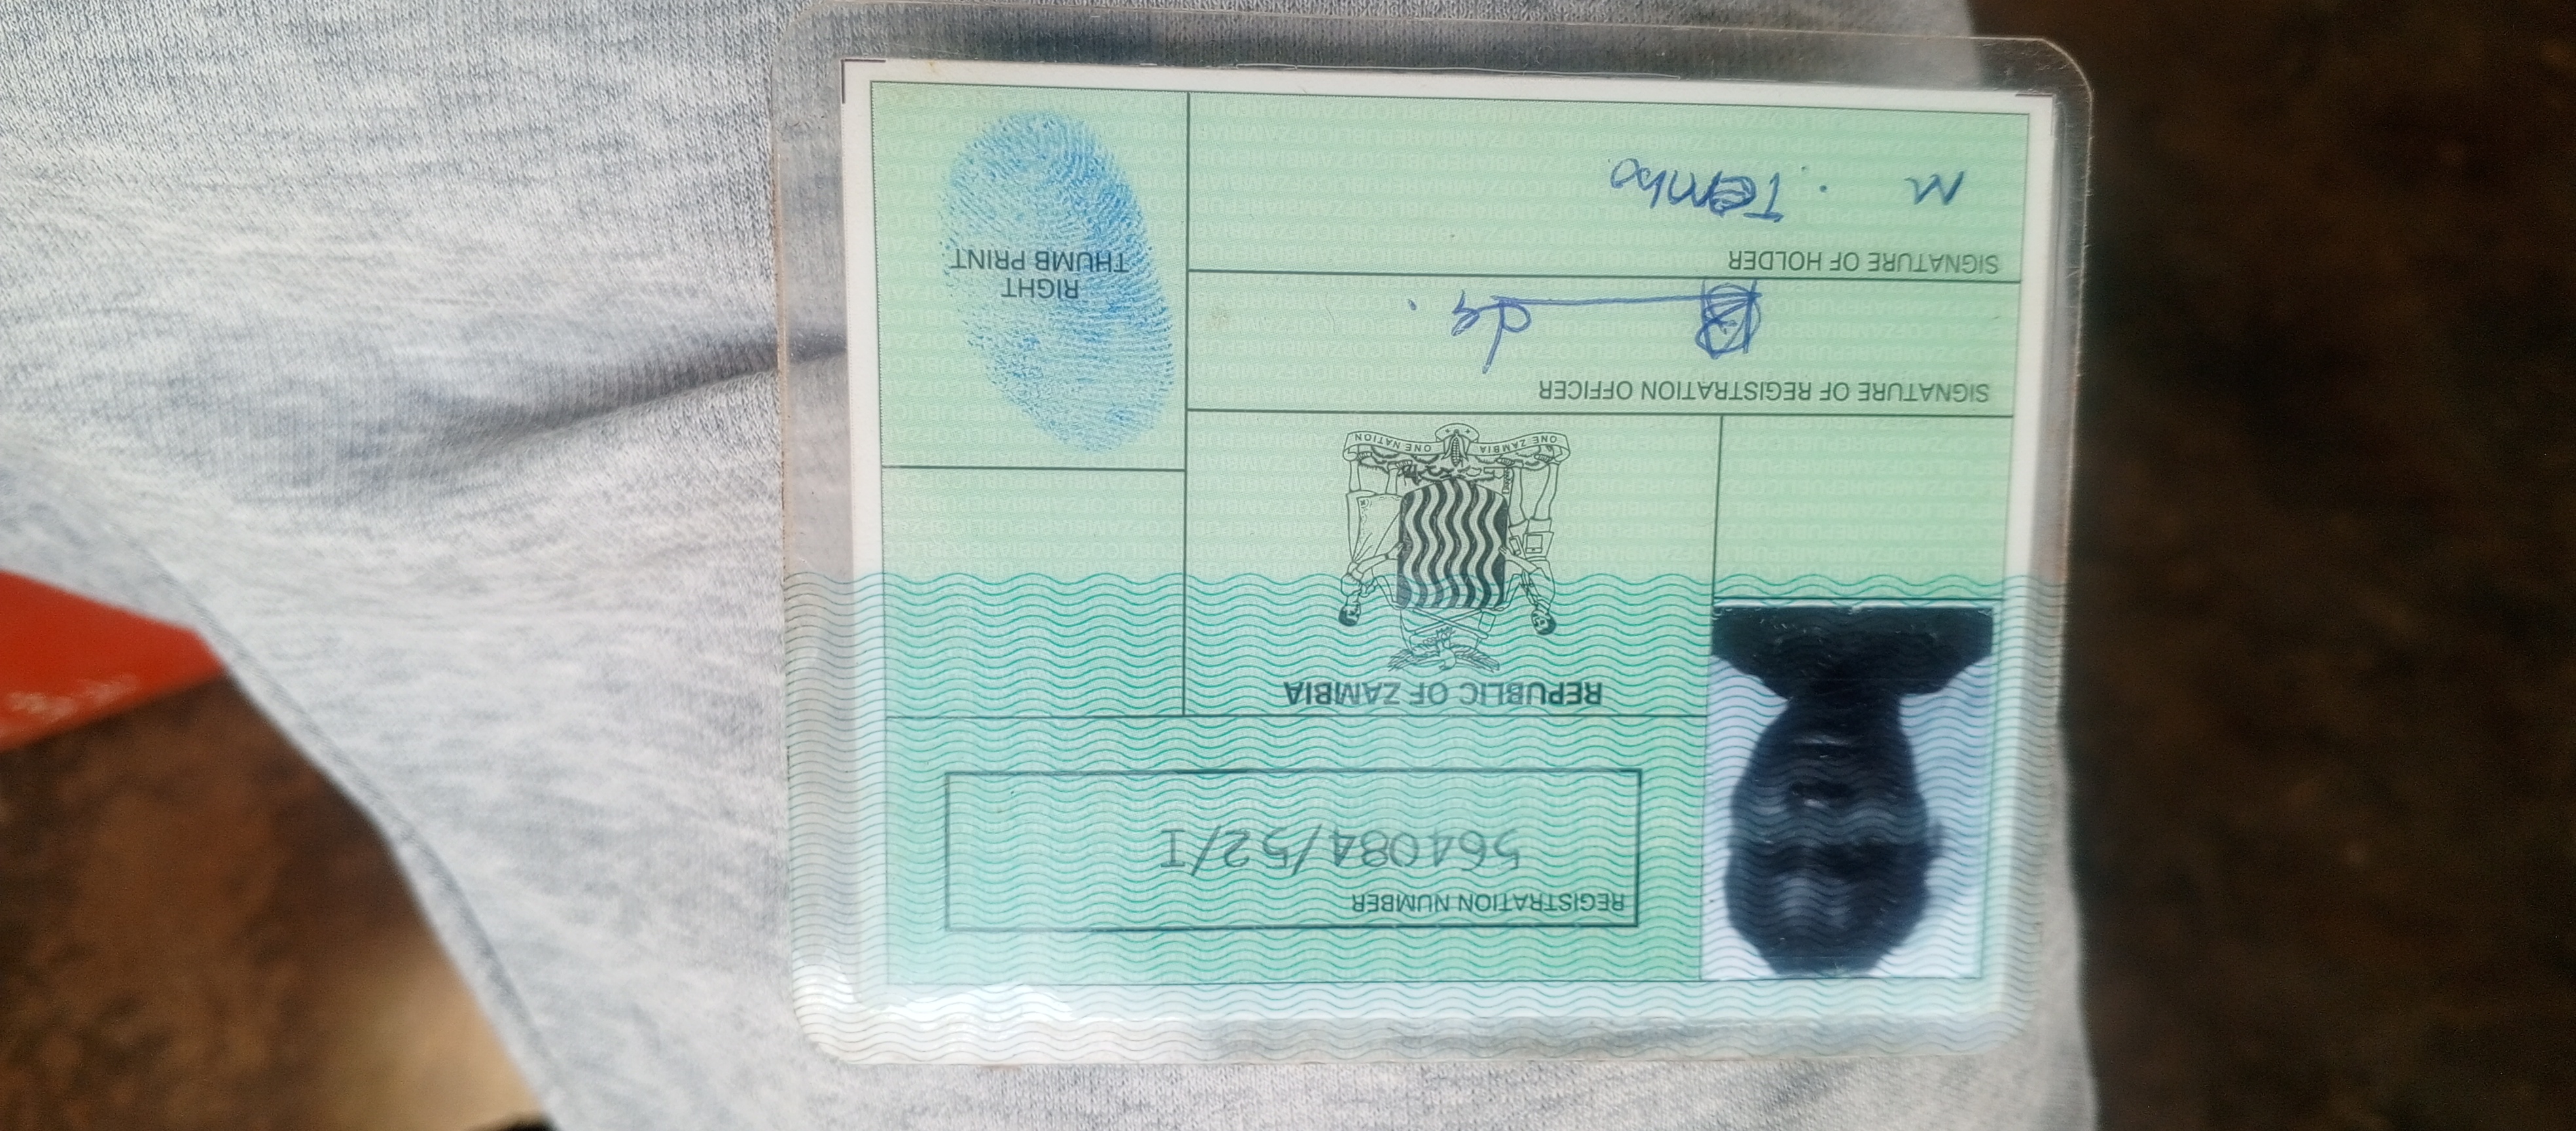 REGISTRATION NUMBER
564084/52/1
REPUBLIC OF ZAMBIA
ONE ZAMBIA ONE NATION
SIGNATURE OF REGISTRATION OFFICER
SIGNATURE OF HOLDER
M. Tembo
RIGHT
THUMB PRINT